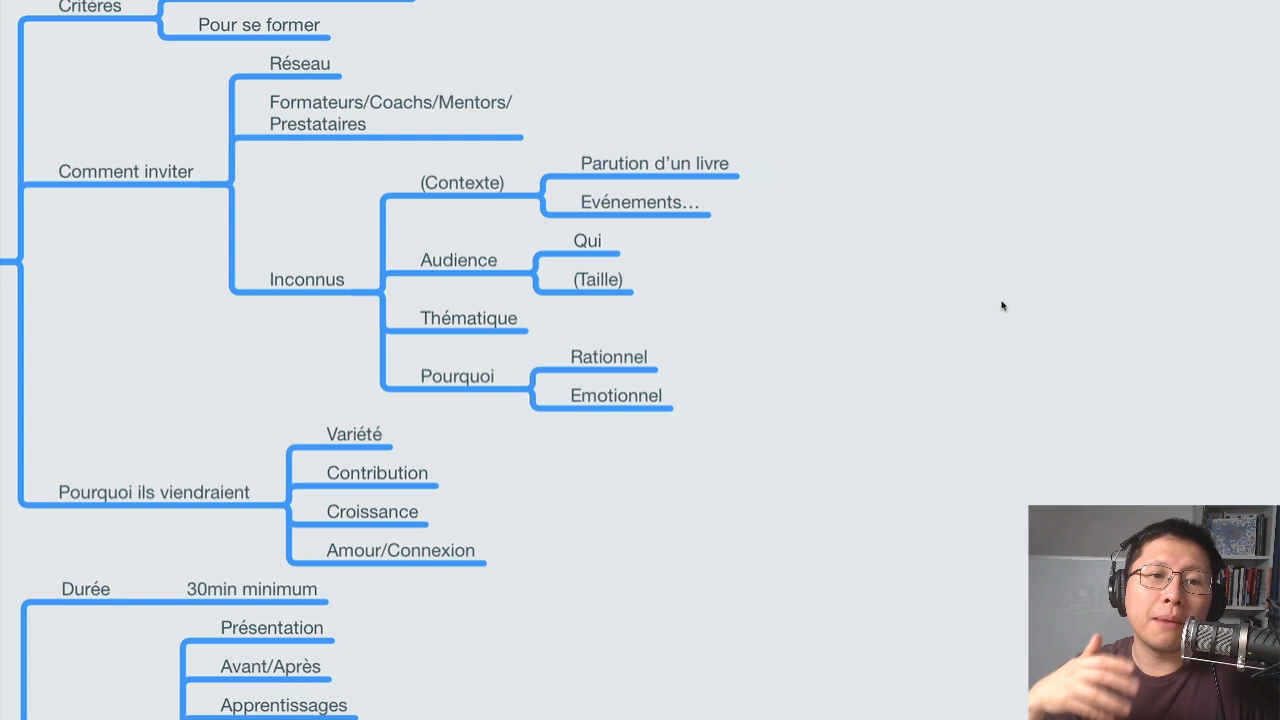 Critères
Pour se former
Réseau
Formateurs/Coachs/Mentors/
Prestataires
Comment inviter
Parution d’un livre
(Contexte)
Evénements…
Qui
Audience
(Taille)
Inconnus
Thématique
Rationnel
Pourquoi
Emotionnel
Variété
Contribution
Pourquoi ils viendraient
Croissance
Amour/Connexion
Durée
30min minimum
Présentation
Avant/Après
Apprentissages